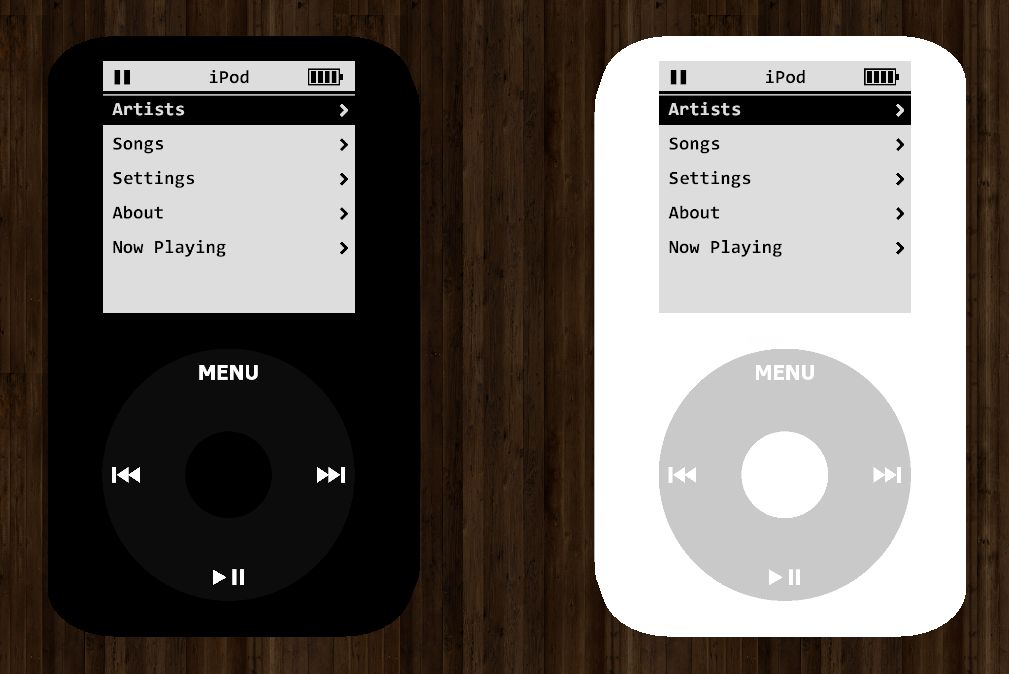 iPod
Artists
Songs
Settings
About
Now Playing
MENU
iPod
Artists
Songs
Settings
About
Now Playing
MENU